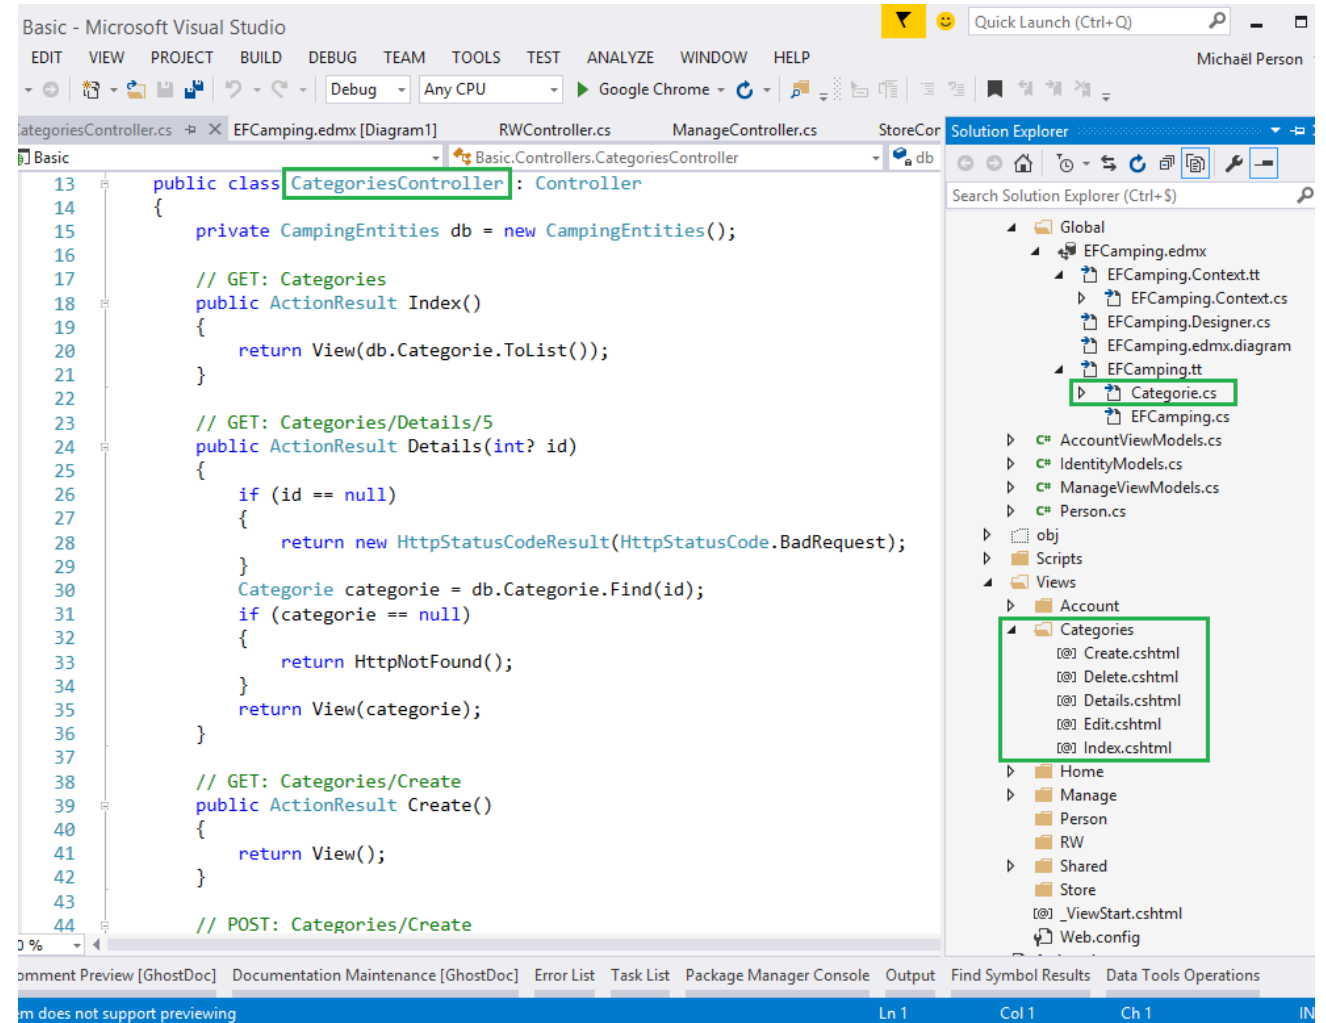 Basic - Microsoft Visual Studio
Quick Launch (Ctrl+Q)
EDIT VIEW PROJECT BUILD DEBUG TEAM TOOLS TEST ANALYZE WINDOW HELP
Michaël Person
Debug Any CPU Google Chrome
CategoriesController.cs EFCamping.edmx [Diagram1] RWController.cs ManageController.cs StoreCor
Basic Basic.Controllers.CategoriesController db
13 public class CategoriesController : Controller
14 {
15 private CampingEntities db = new CampingEntities();
16
17 // GET: Categories
18 public ActionResult Index()
19 {
20 return View(db.Categorie.ToList());
21 }
22
23 // GET: Categories/Details/5
24 public ActionResult Details(int? id)
25 {
26 if (id == null)
27 {
28 return new HttpStatusCodeResult(HttpStatusCode.BadRequest);
29 }
30 Categorie categorie = db.Categorie.Find(id);
31 if (categorie == null)
32 {
33 return HttpNotFound();
34 }
35 return View(categorie);
36 }
37
38 // GET: Categories/Create
39 public ActionResult Create()
40 {
41 return View();
42 }
43
44 // POST: Categories/Create
0 %
Solution Explorer
Search Solution Explorer (Ctrl+$)
Global
EFCamping.edmx
EFCamping.Context.tt
EFCamping.Context.cs
EFCamping.Designer.cs
EFCamping.edmx.diagram
EFCamping.tt
Categorie.cs
EFCamping.cs
C# AccountViewModels.cs
C# IdentityModels.cs
C# ManageViewModels.cs
C# Person.cs
obj
Scripts
Views
Account
Categories
[@] Create.cshtml
[@] Delete.cshtml
[@] Details.cshtml
[@] Edit.cshtml
[@] Index.cshtml
Home
Manage
Person
RW
Shared
Store
[@] _ViewStart.cshtml
Web.config
omment Preview [GhostDoc] Documentation Maintenance [GhostDoc] Error List Task List Package Manager Console Output Find Symbol Results Data Tools Operations
em does not support previewing Ln 1 Col 1 Ch 1 IN